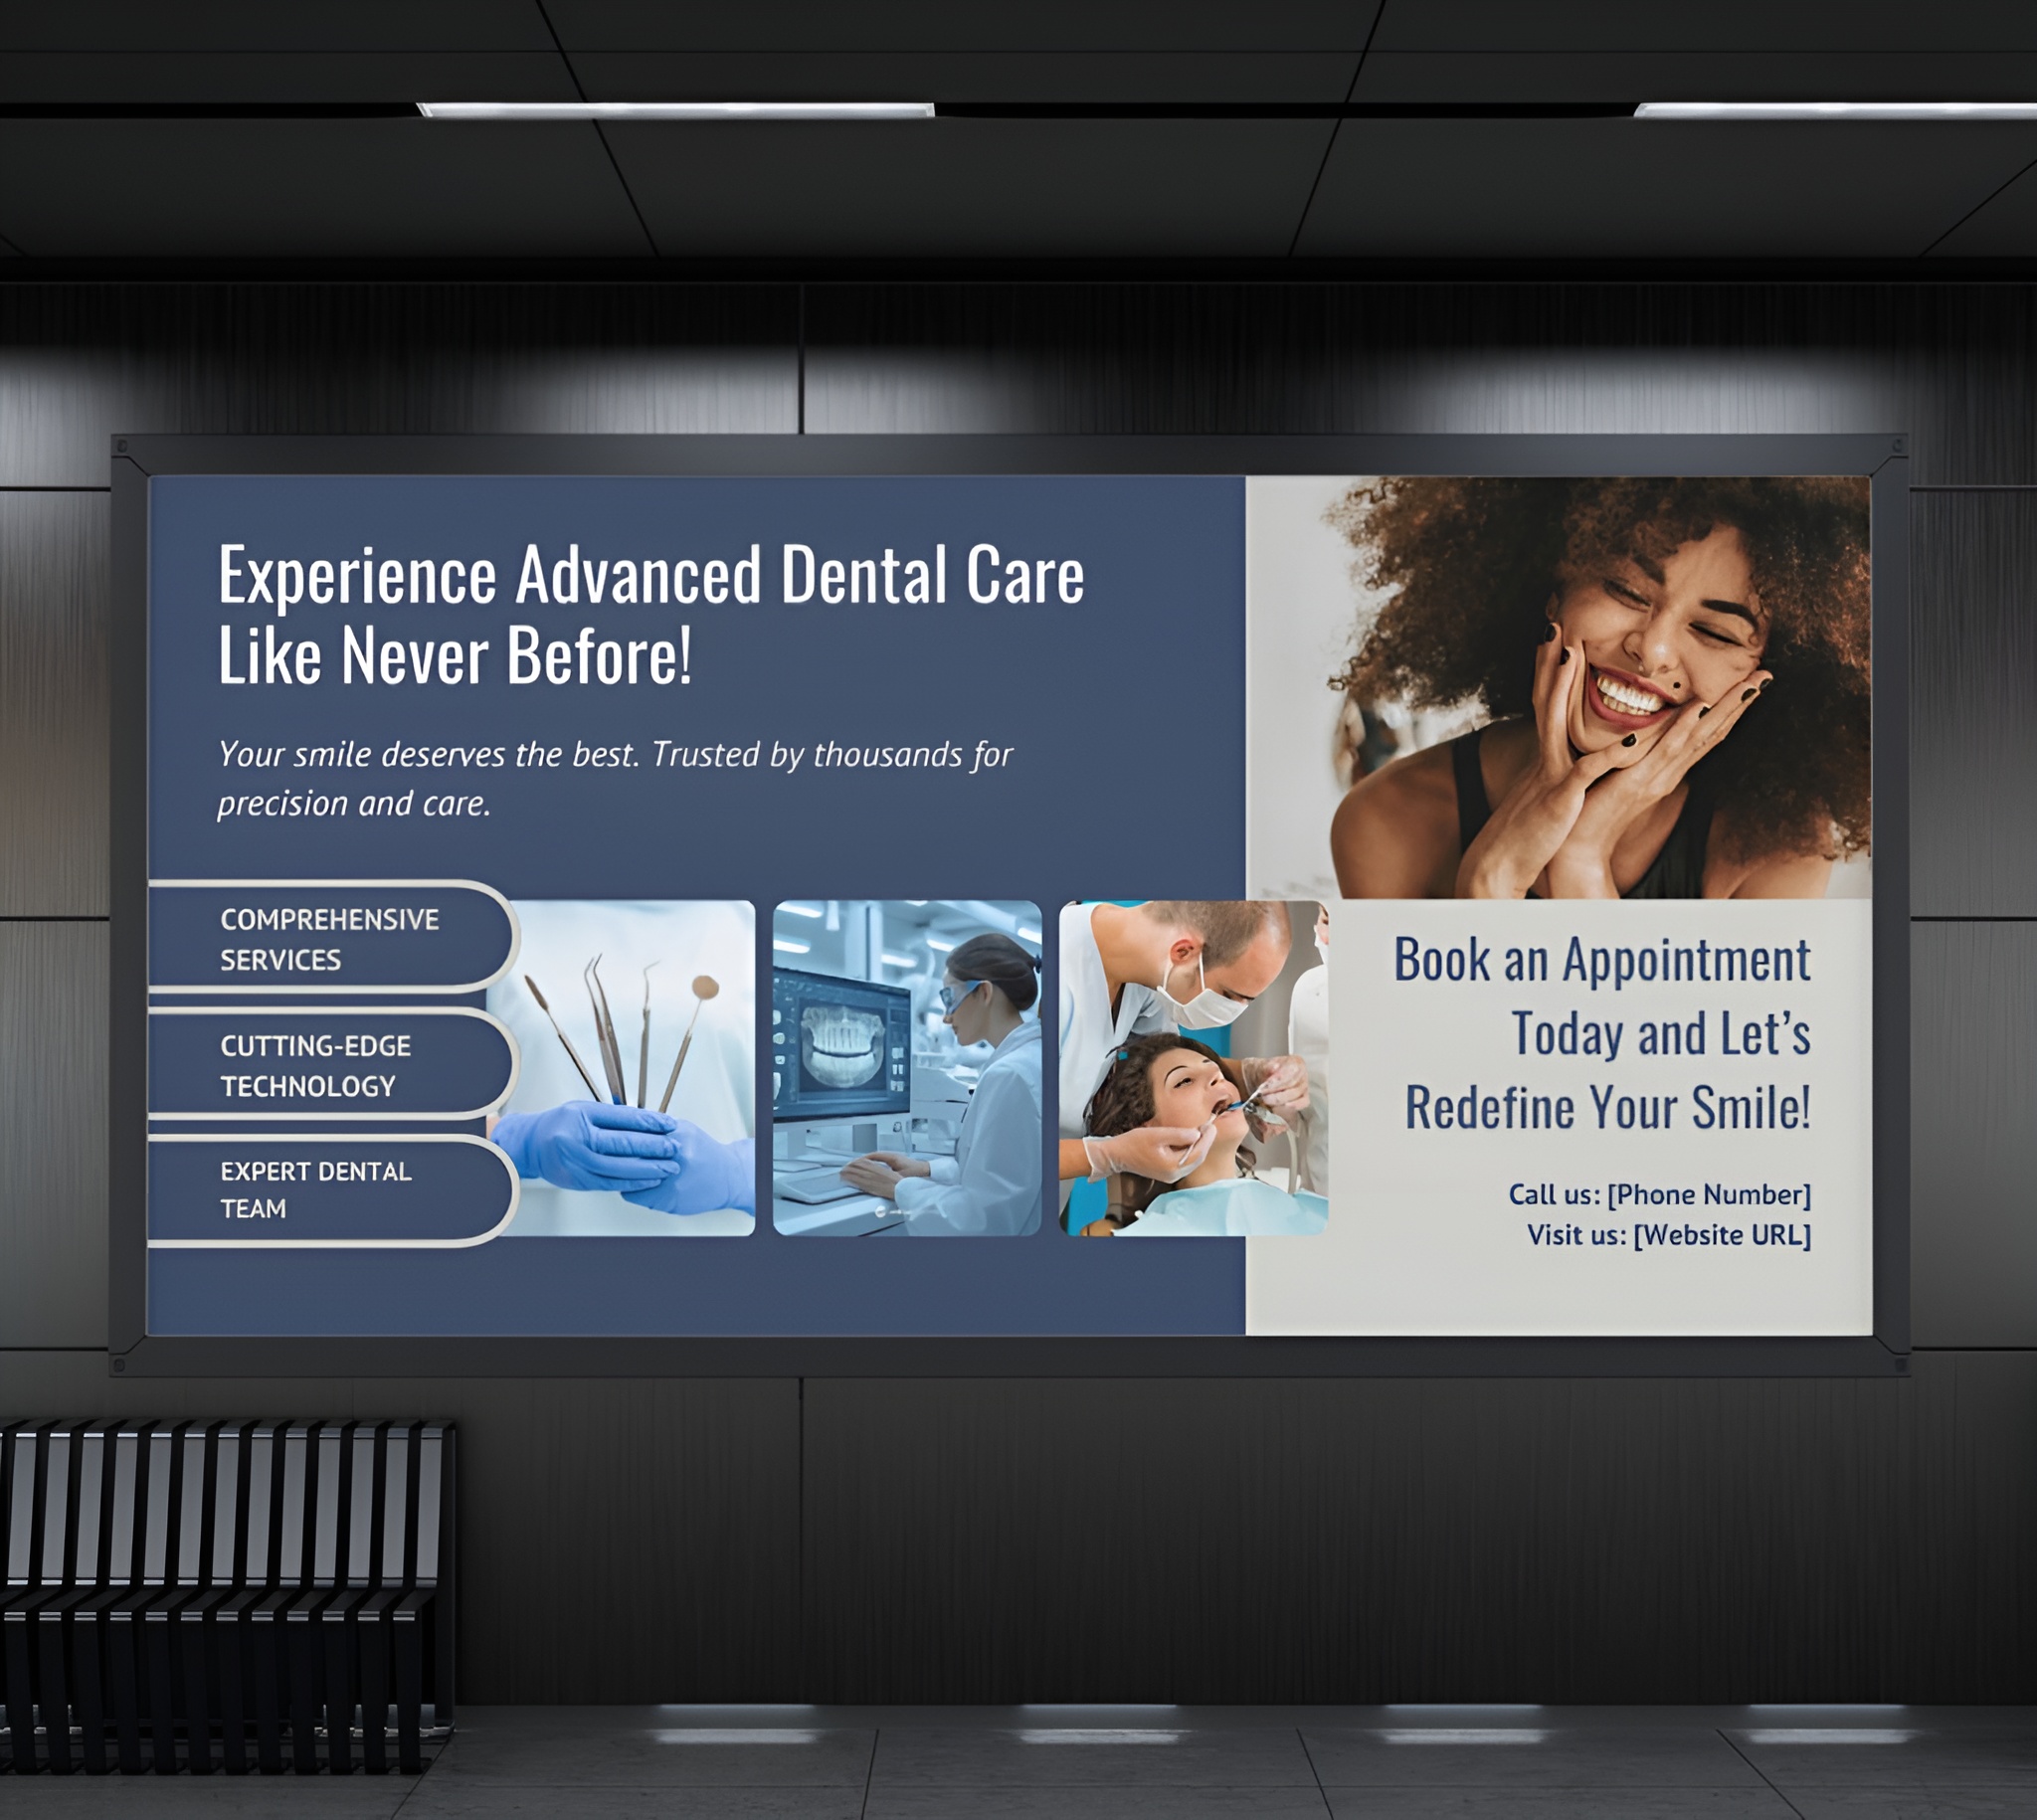 Experience Advanced Dental Care
Like Never Before!
Your smile deserves the best. Trusted by thousands for
precision and care.
COMPREHENSIVE
SERVICES
CUTTING-EDGE
TECHNOLOGY
EXPERT DENTAL
TEAM
Book an Appointment
Today and Let’s
Redefine Your Smile!
Call us: [Phone Number]
Visit us: [Website URL]